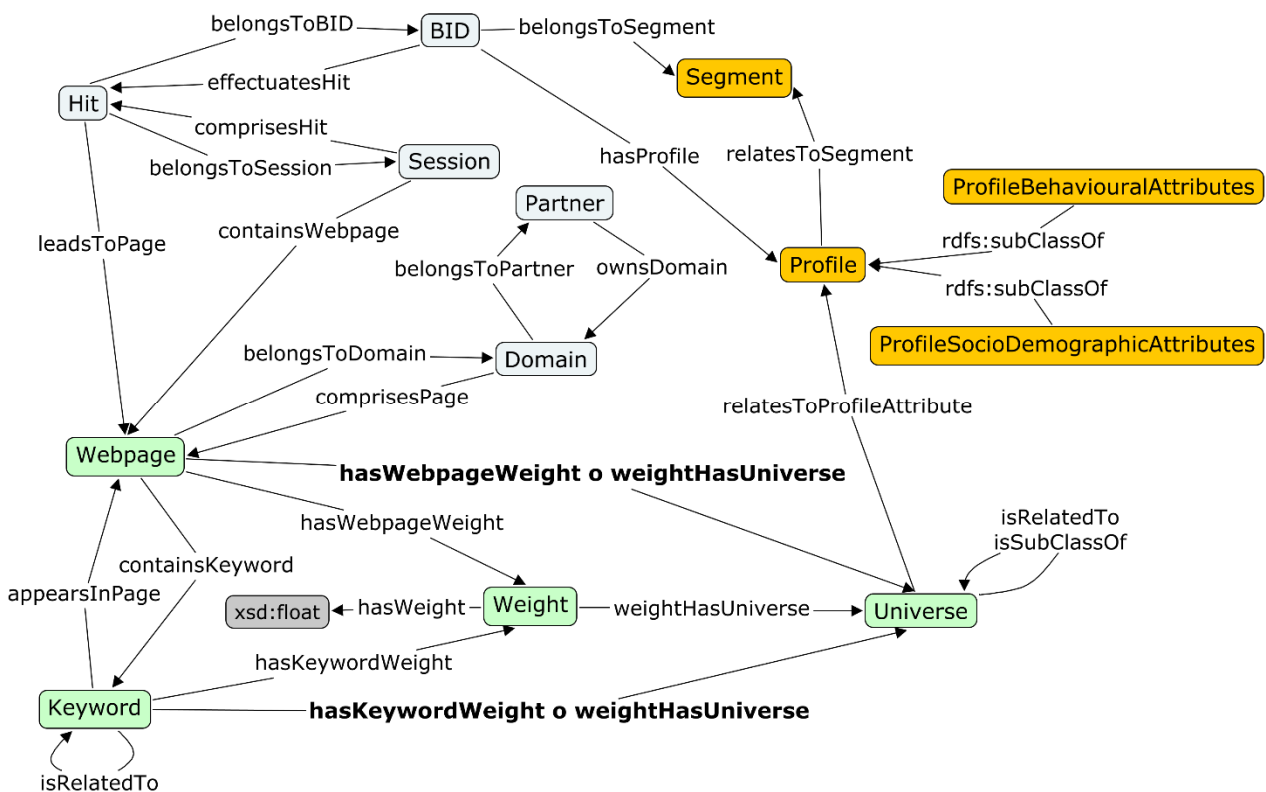 belongsToBID
BID
belongsToSegment
Segment
effectuatesHit
Hit
comprisesHit
belongsToSession
Session
hasProfile
relatesToSegment
ProfileBehaviouralAttributes
Partner
leadsToPage
containsWebpage
rdfs:subClassOf
belongsToPartner
ownsDomain
Profile
rdfs:subClassOf
belongsToDomain
Domain
ProfileSocioDemographicAttributes
comprisesPage
relatesToProfileAttribute
Webpage
hasWebpageWeight o weightHasUniverse
hasWebpageWeight
isRelatedTo
isSubClassOf
containsKeyword
appearsInPage
xsd:float
hasWeight
Weight
weightHasUniverse
Universe
hasKeywordWeight
Keyword
hasKeywordWeight o weightHasUniverse
isRelatedTo